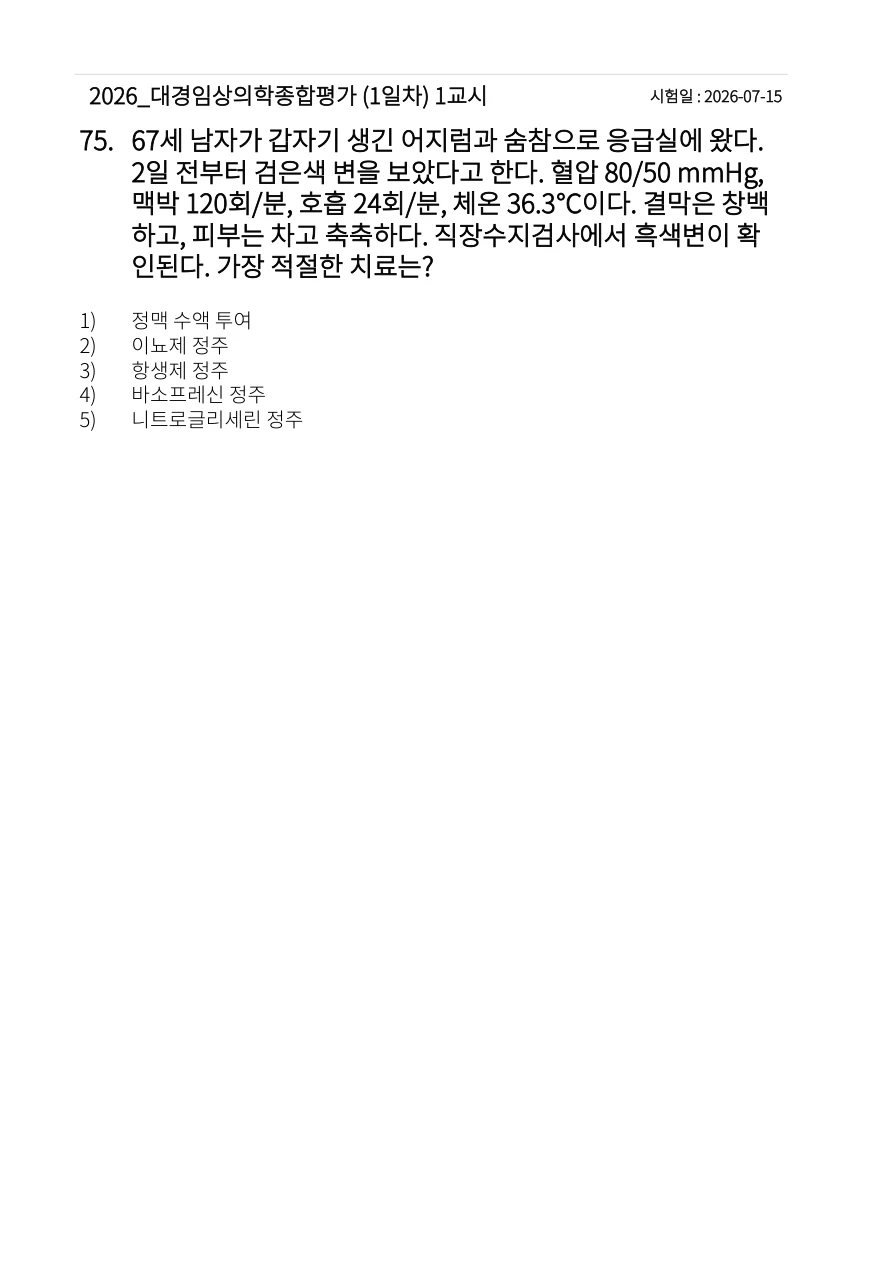 2026_대경임상의학종합평가 (1일차) 1교시 시험일 : 2026-07-15
75. 67세 남자가 갑자기 생긴 어지럼과 숨참으로 응급실에 왔다.
2일 전부터 검은색 변을 보았다고 한다. 혈압 80/50 mmHg,
맥박 120회/분, 호흡 24회/분, 체온 36.3℃이다. 결막은 창백
하고, 피부는 차고 축축하다. 직장수지검사에서 흑색변이 확
인된다. 가장 적절한 치료는?
1) 정맥 수액 투여
2) 이뇨제 정주
3) 항생제 정주
4) 바소프레신 정주
5) 니트로글리세린 정주